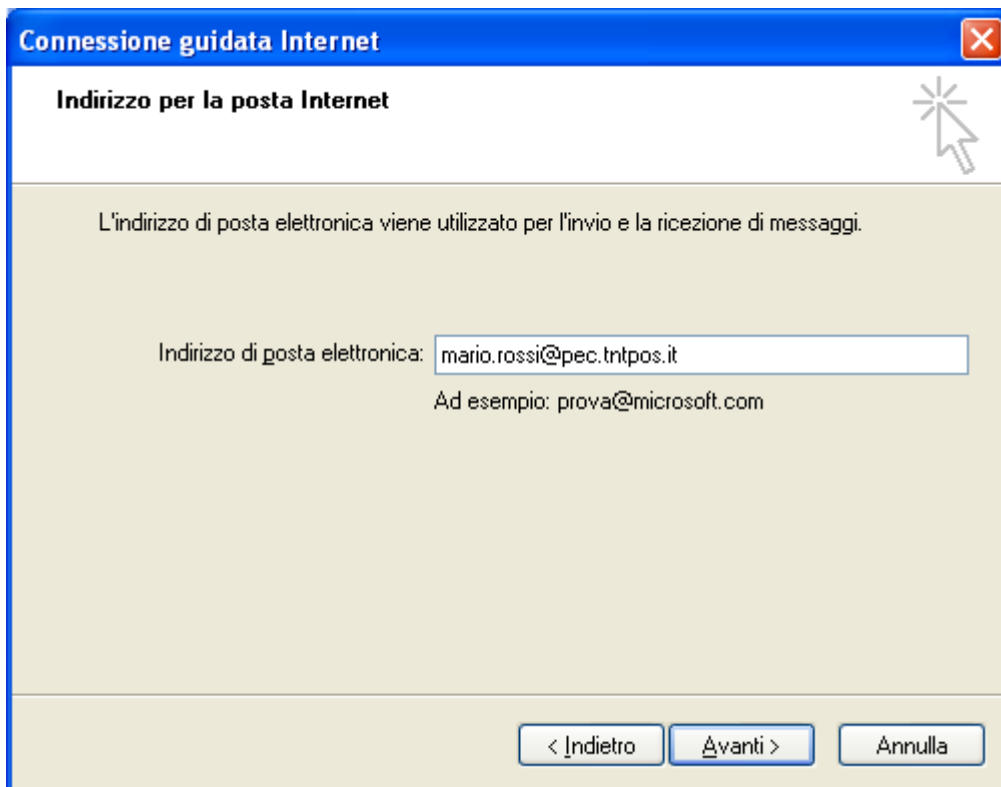 Connessione guidata Internet
Indirizzo per la posta Internet
L'indirizzo di posta elettronica viene utilizzato per l'invio e la ricezione di messaggi.
Indirizzo di posta elettronica: mario.rossi@pec.tntpos.it
Ad esempio: prova@microsoft.com
< Indietro Avanti > Annulla